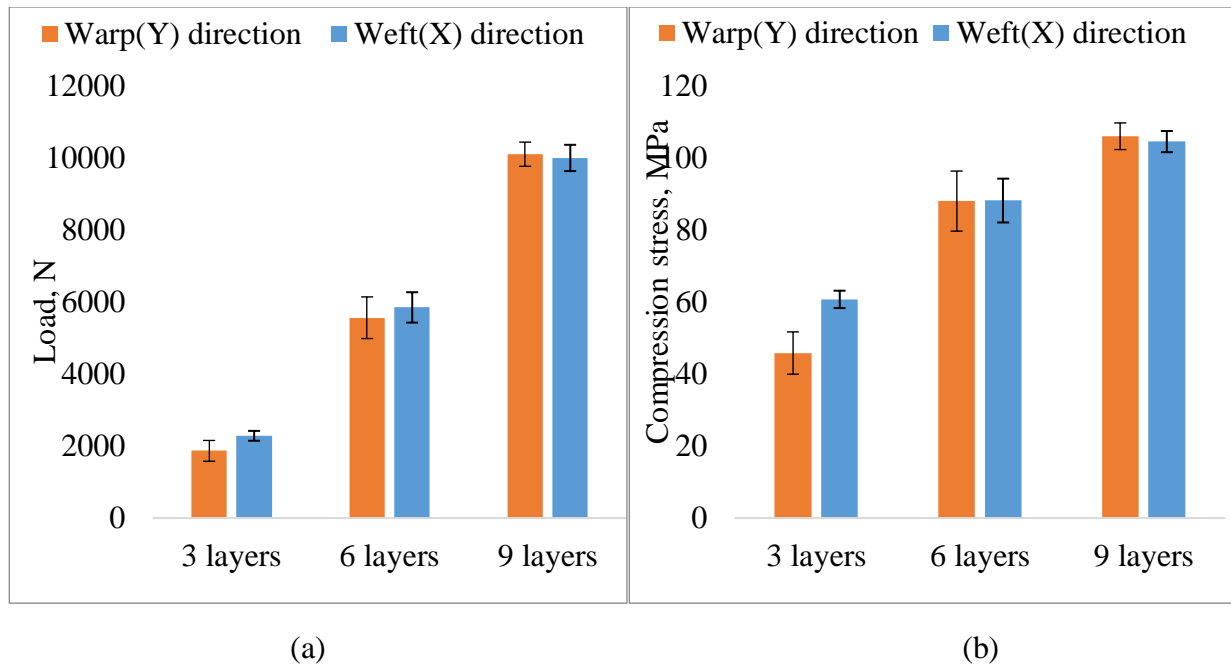 Warp(Y) direction Weft(X) direction
Load, N
12000
10000
8000
6000
4000
2000
0
3 layers 6 layers 9 layers
(a)
Warp(Y) direction Weft(X) direction
Compression stress, MPa
120
100
80
60
40
20
0
3 layers 6 layers 9 layers
(b)